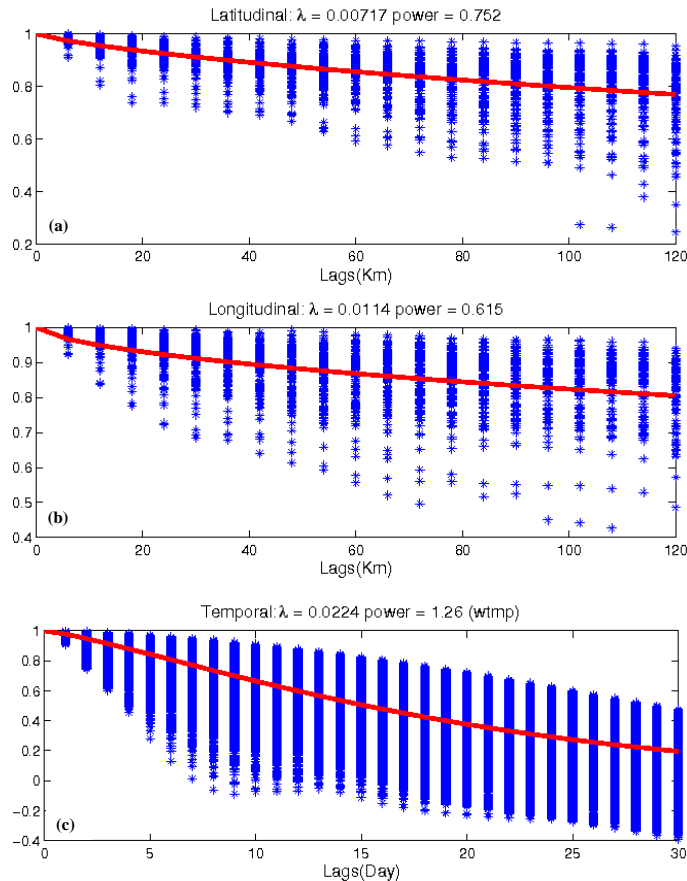 Latitudinal: λ = 0.00717 power = 0.752
1
0.8
0.6
0.4
0.2
(a)
0 20 40 60 80 100 120
Lags(Km)
Longitudinal: λ = 0.0114 power = 0.615
1
0.9
0.8
0.7
0.6
0.5
0.4
(b)
0 20 40 60 80 100 120
Lags(Km)
Temporal: λ = 0.0224 power = 1.26 (wtmp)
1
0.8
0.6
0.4
0.2
0
−0.2
−0.4
(c)
0 5 10 15 20 25 30
Lags(Day)